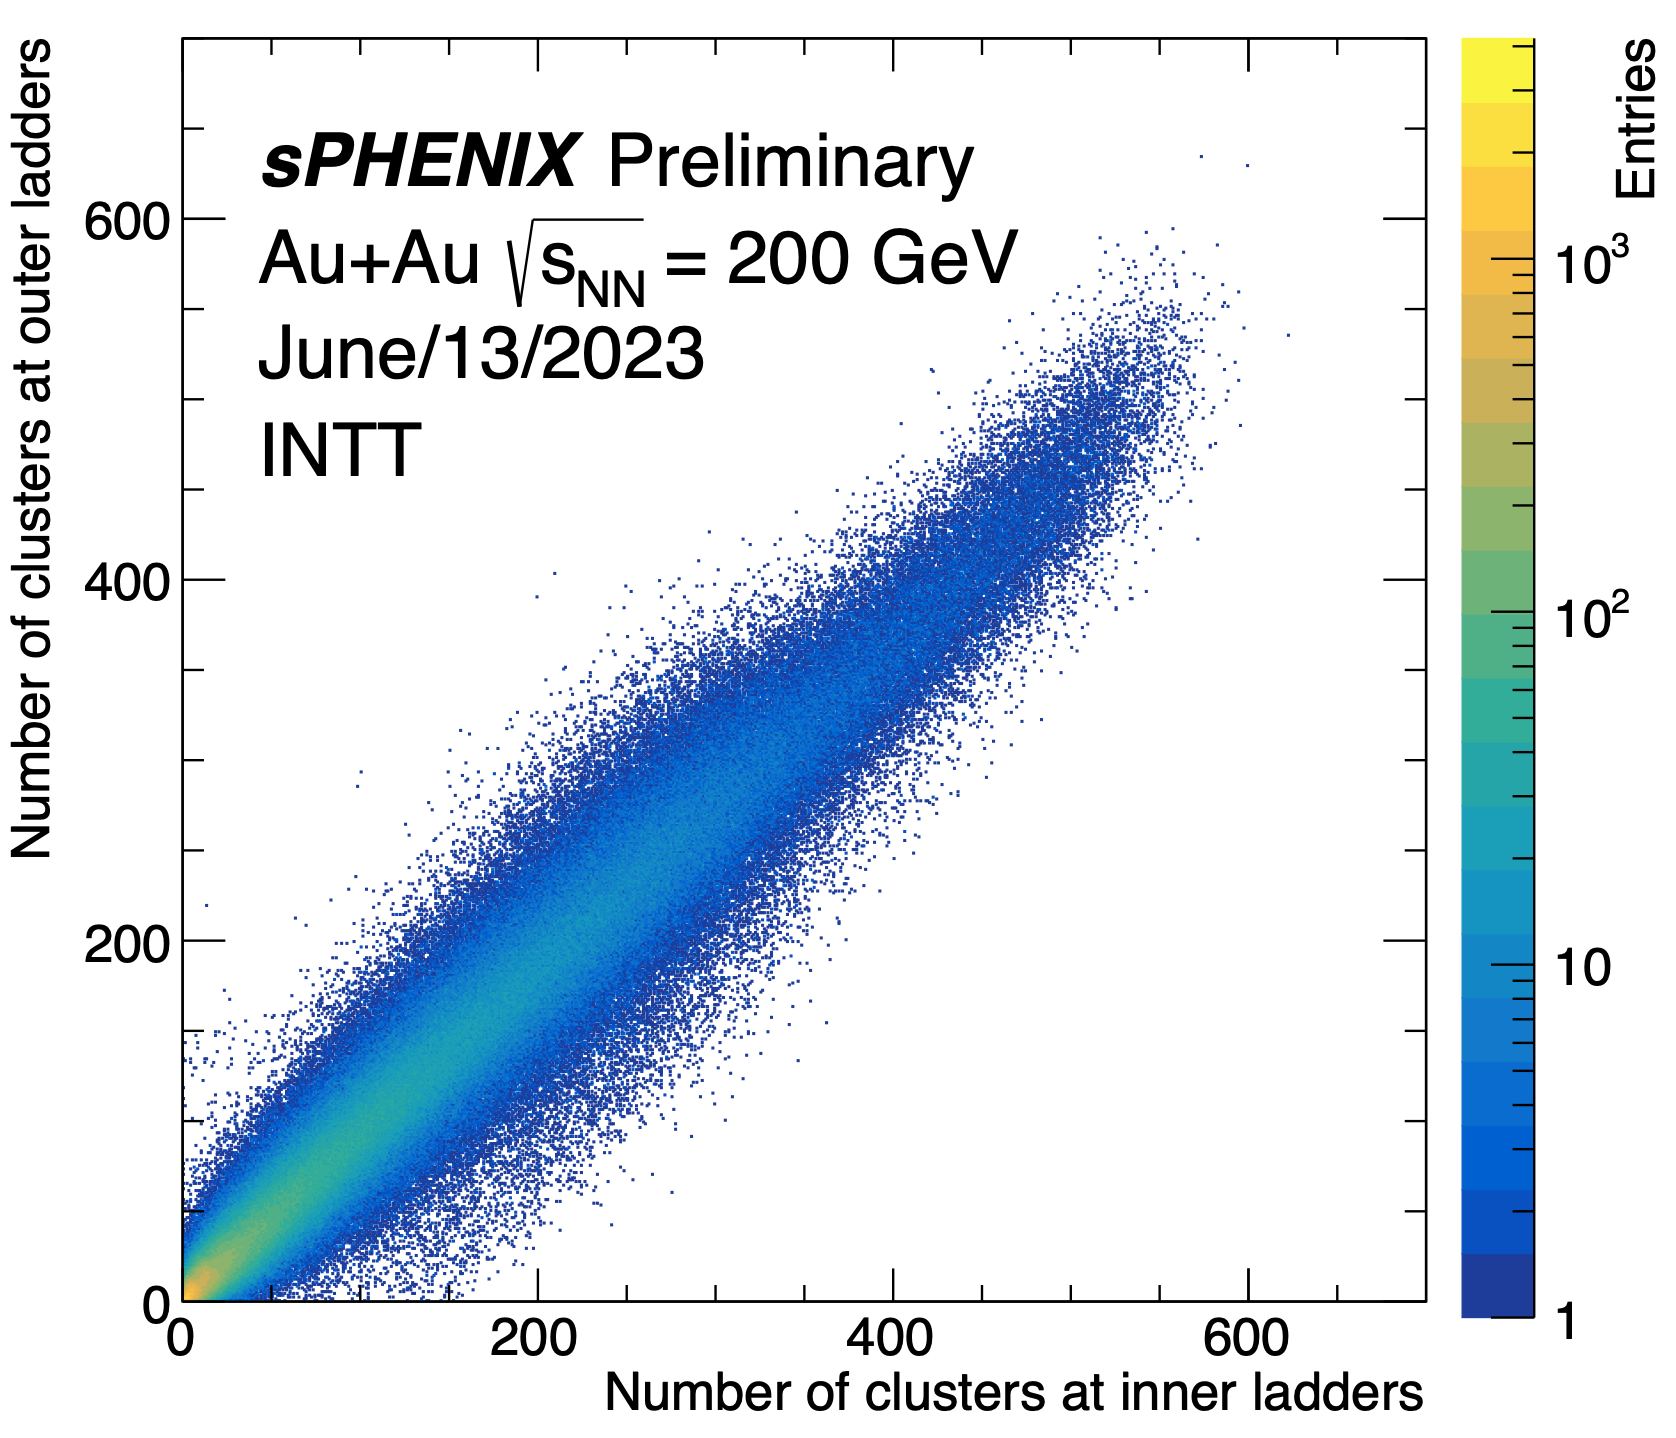 sPHENIX Preliminary
Au+Au √sNN = 200 GeV
June/13/2023
INTT
Number of clusters at outer ladders
600
400
200
0
0 200 400 600
Number of clusters at inner ladders
Entries
10³
10²
10
1